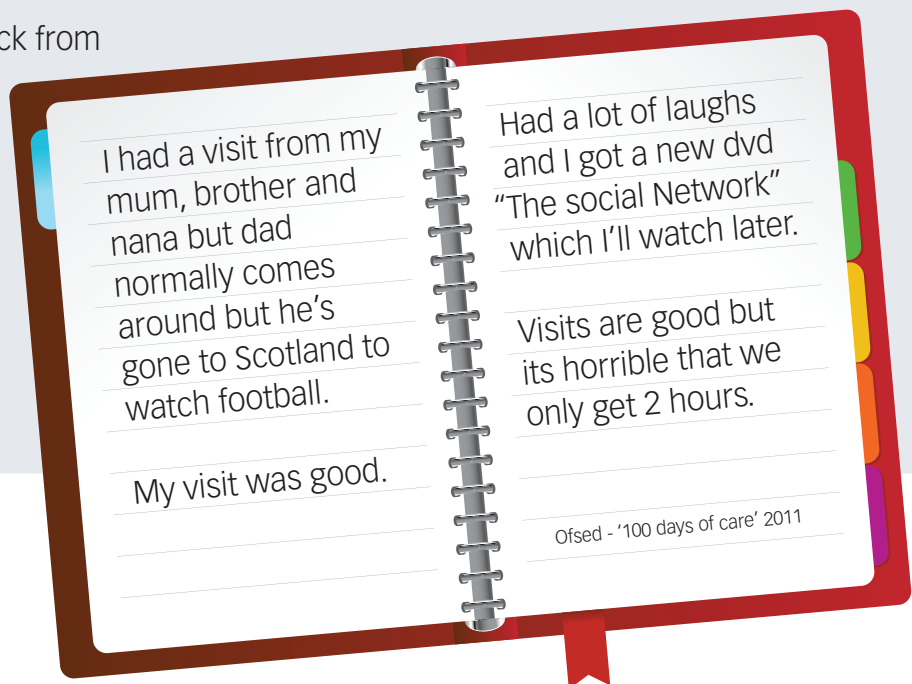 ck from
I had a visit from my
mum, brother and
nana but dad
normally comes
around but he's
gone to Scotland to
watch football.
My visit was good.
Had a lot of laughs
and I got a new dvd
“The social Network”
which I'll watch later.
Visits are good but
its horrible that we
only get 2 hours.
Ofsed - ‘100 days of care’ 2011